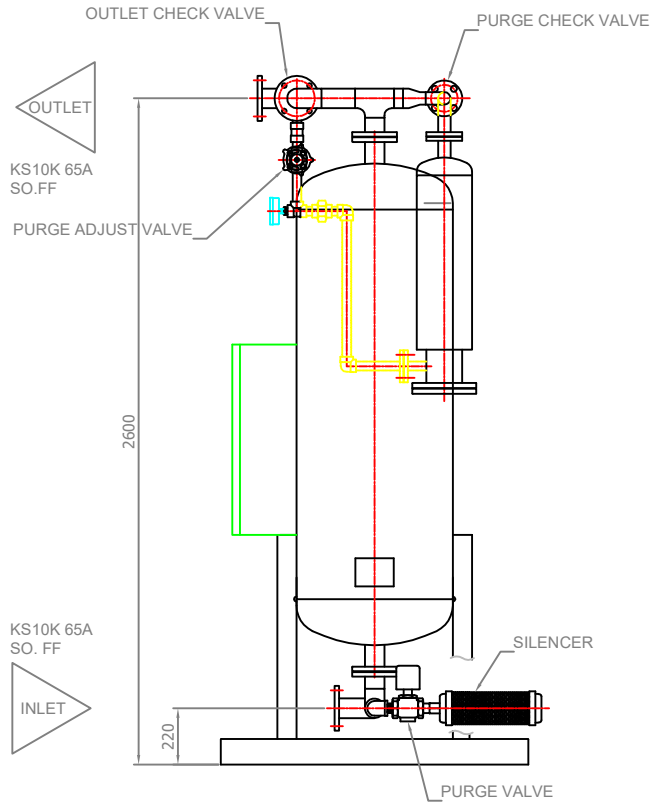 OUTLET CHECK VALVE
PURGE CHECK VALVE
OUTLET
KS10K 65A
SO.FF
PURGE ADJUST VALVE
2600
KS10K 65A
SO. FF
SILENCER
INLET
220
PURGE VALVE